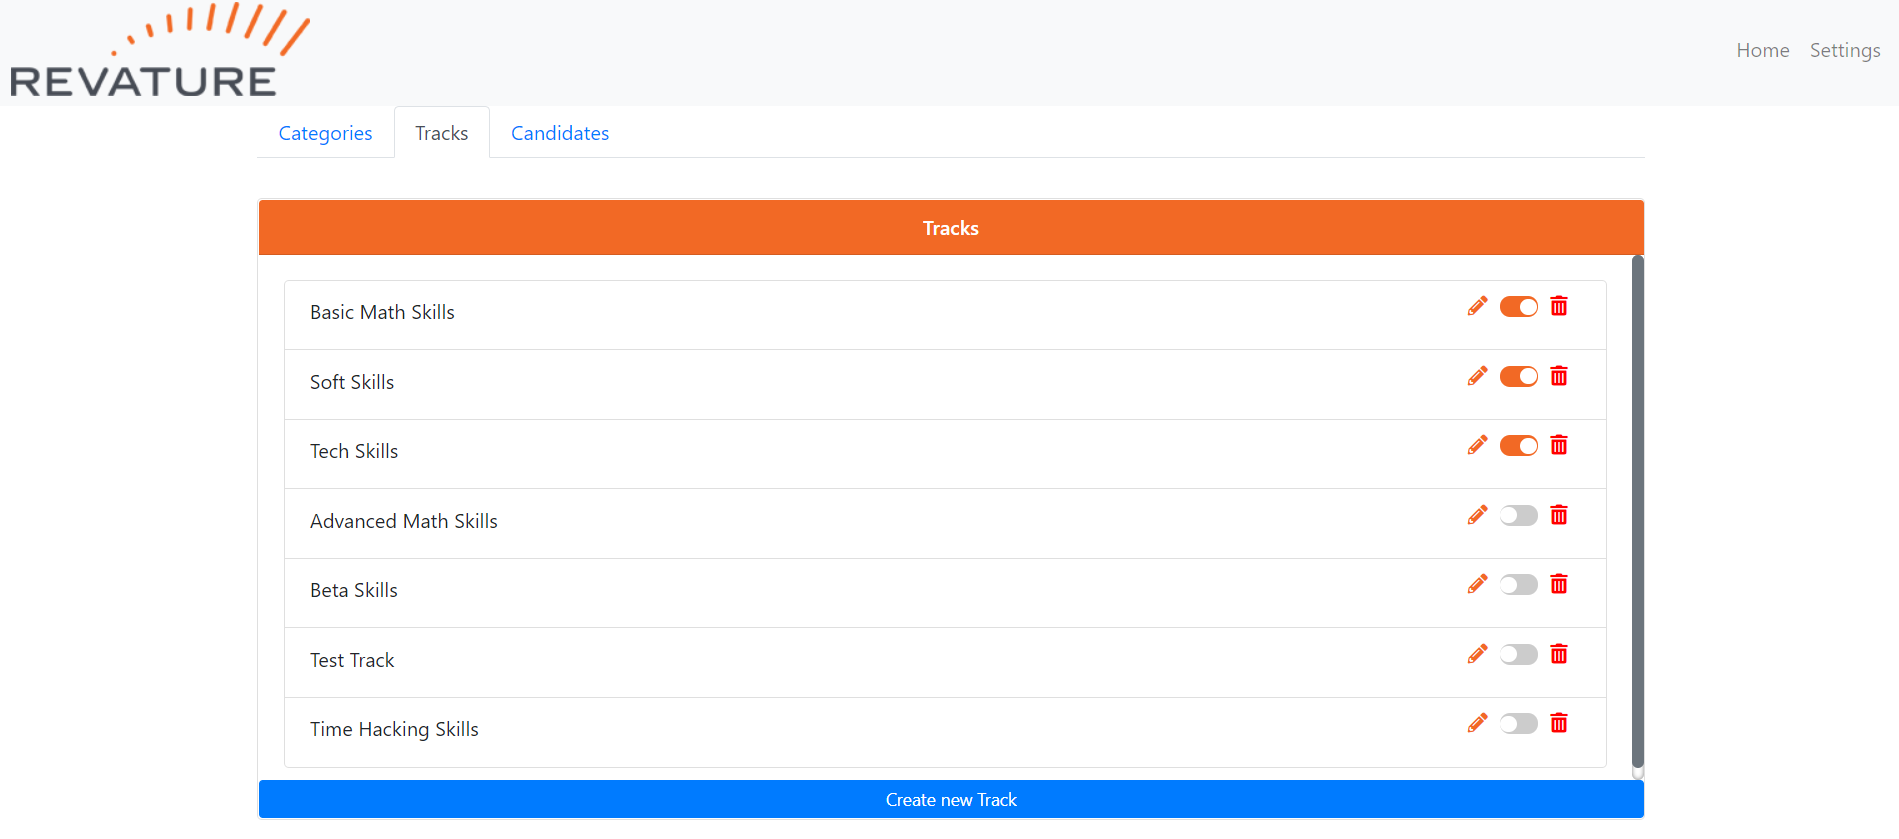 REVATURE
Home Settings
Categories Tracks Candidates
Tracks
Basic Math Skills
Soft Skills
Tech Skills
Advanced Math Skills
Beta Skills
Test Track
Time Hacking Skills
Create new Track